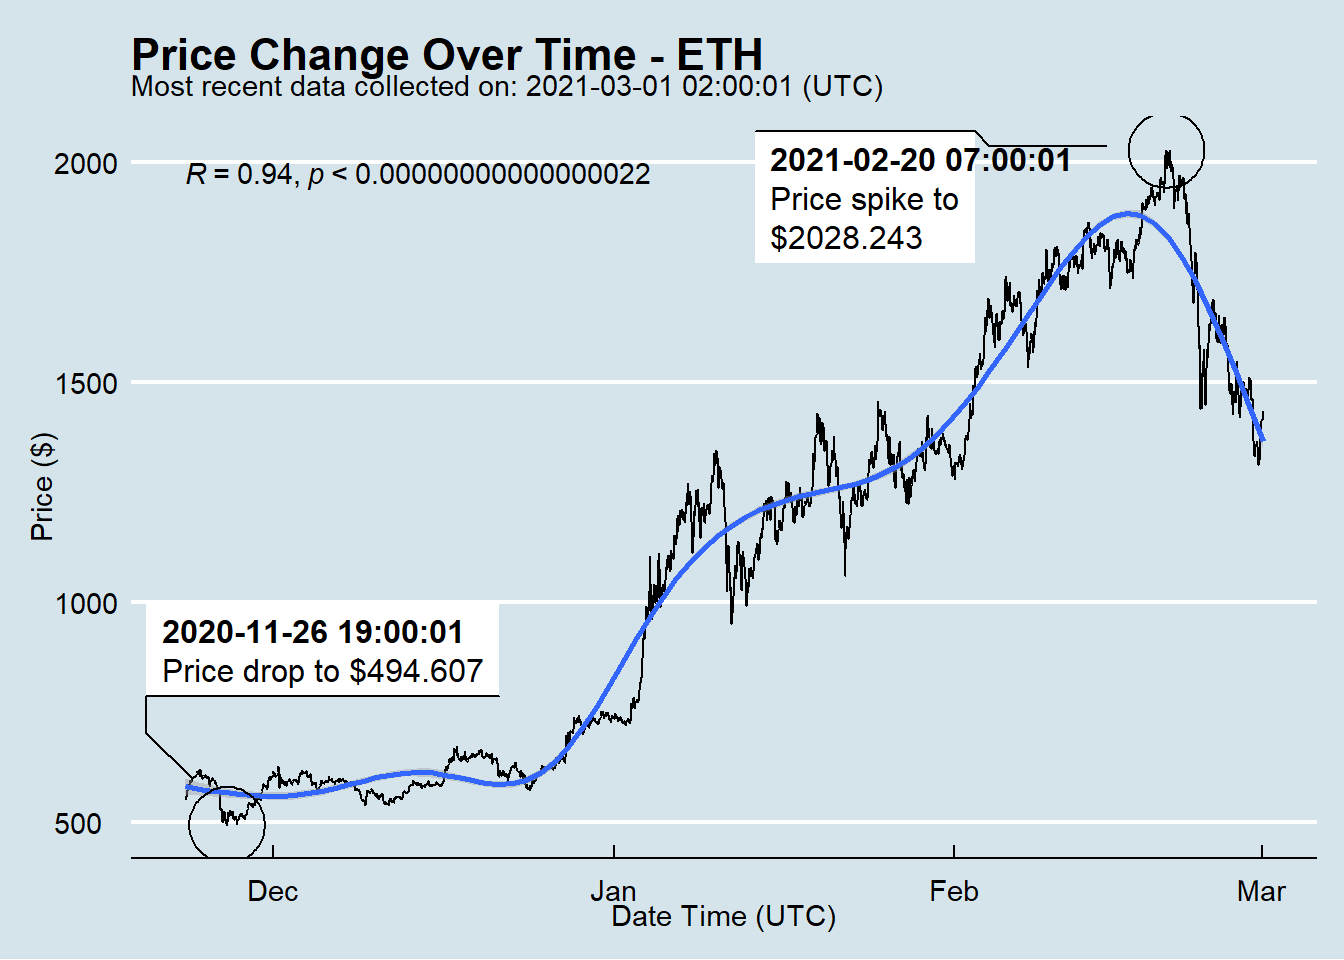 Price Change Over Time - ETH
Most recent data collected on: 2021-03-01 02:00:01 (UTC)
R = 0.94, p < 0.00000000000000022
2021-02-20 07:00:01
Price spike to
$2028.243
2000
1500
1000
500
Price ($)
2020-11-26 19:00:01
Price drop to $494.607
Dec
Jan
Feb
Mar
Date Time (UTC)